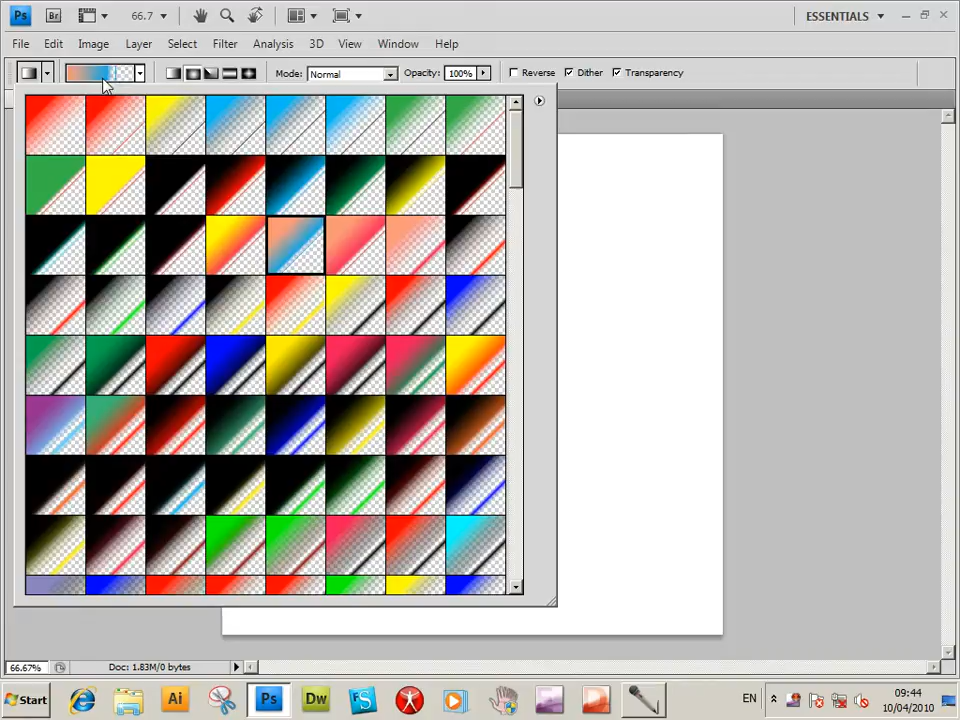 Ps Br 66.7 ESSENTIALS
File Edit Image Layer Select Filter Analysis 3D View Window Help
Mode: Normal Opacity: 100% Reverse Dither Transparency
66.67% Doc: 1.83M/0 bytes
Start Ai Ps Dw FS EN 09:44
10/04/2010